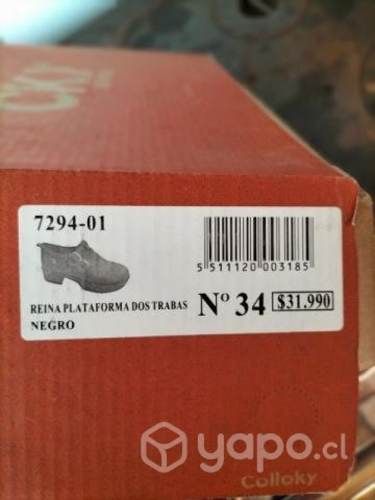 7294-01
5 511120 003185
REINA PLATAFORMA DOS TRABAS
NEGRO
Nº 34
$31.990
yapo.cl
Colloky